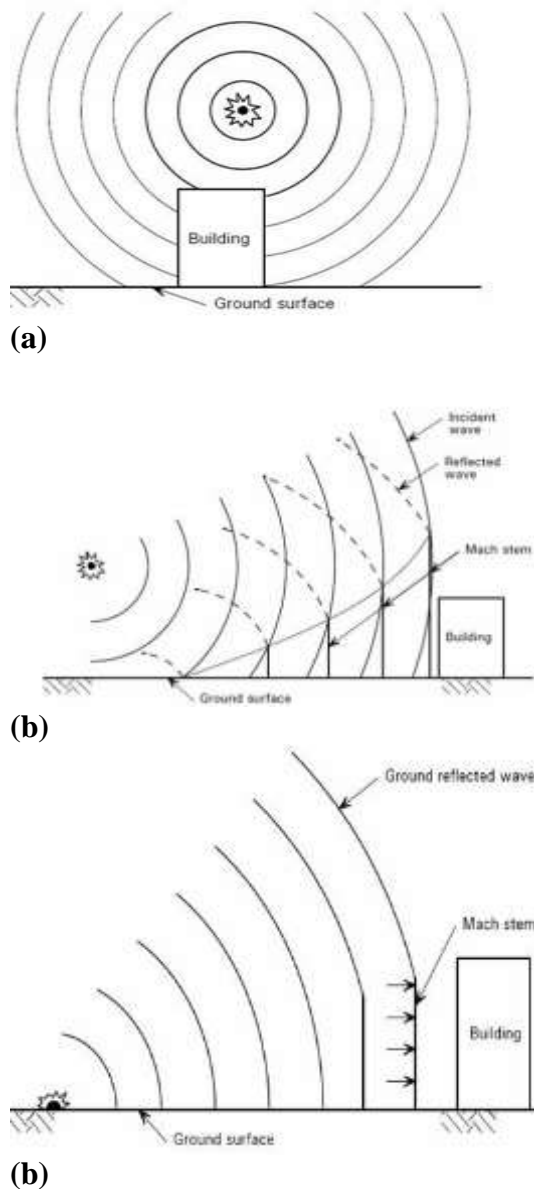 Building
Ground surface
(a)
Incident
wave
Reflected
wave
Mach stem
Building
Ground surface
(b)
Ground reflected wave
Mach stem
Building
Ground surface
(b)